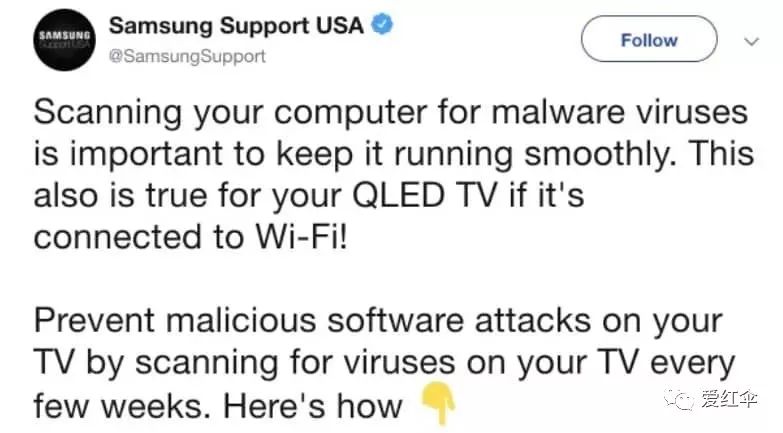 Samsung Support USA
@SamsungSupport
SAMSUNG
Support USA
Follow
Scanning your computer for malware viruses
is important to keep it running smoothly. This
also is true for your QLED TV if it's
connected to Wi-Fi!
Prevent malicious software attacks on your
TV by scanning for viruses on your TV every
few weeks. Here's how 👇
爱红伞